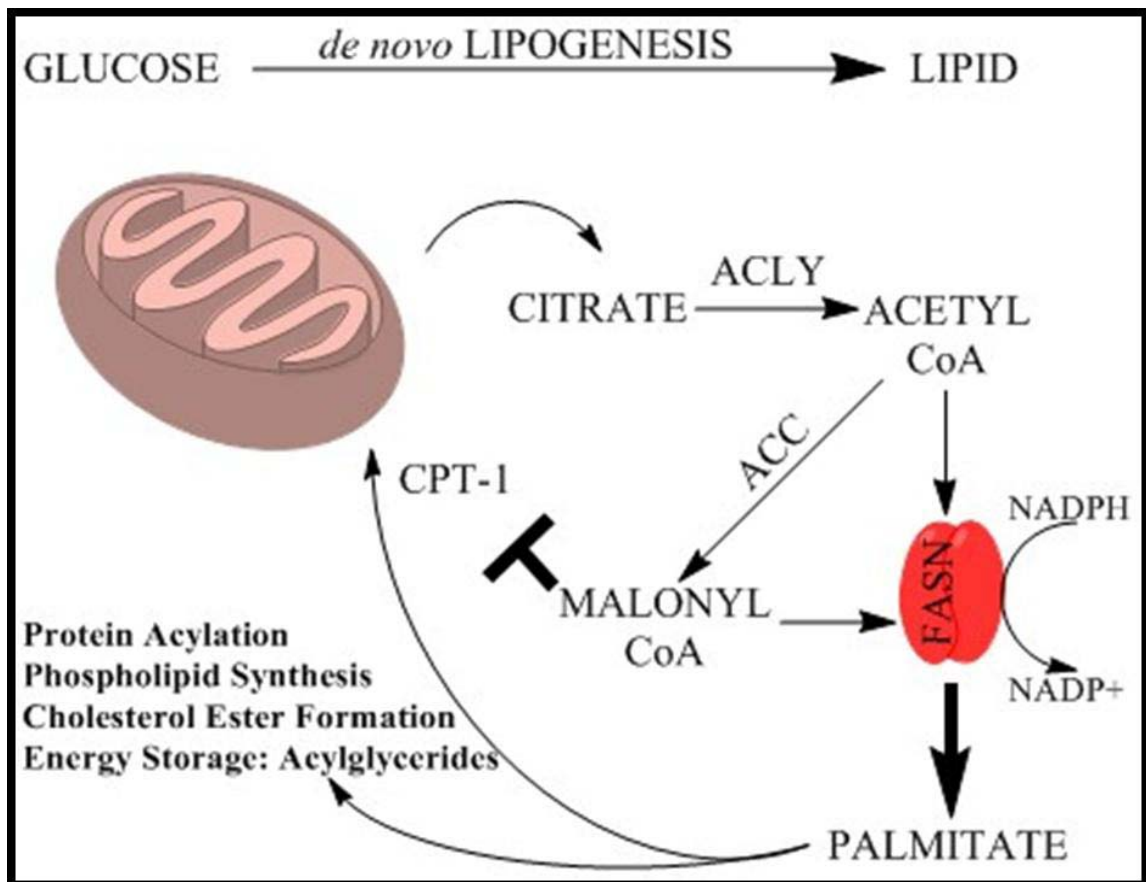 de novo LIPOGENESIS
GLUCOSE
LIPID
ACLY
CITRATE
ACETYL
CoA
ACC
CPT-1
NADPH
FASN
MALONYL
CoA
NADP+
Protein Acylation
Phospholipid Synthesis
Cholesterol Ester Formation
Energy Storage: Acylglycerides
PALMITATE